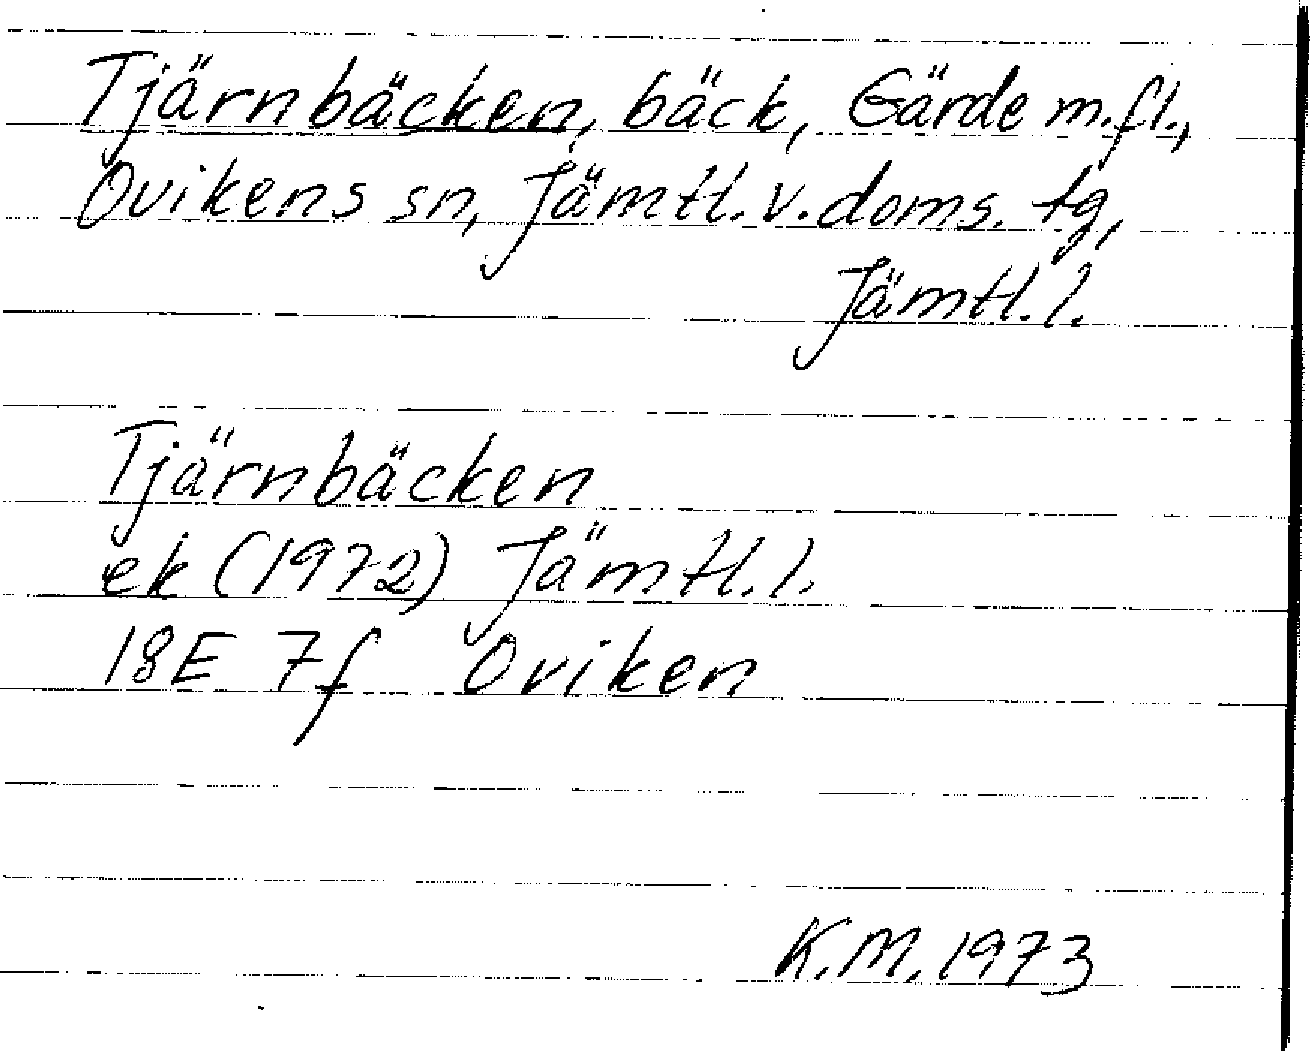 Tjärnbäcken, bäck, Gärde m.fl.,
Ovikens sn, Jämtl. v. doms. tg,
Jämtl. l.
Tjärnbäcken
ek (1972) Jämtl. l.
18E 7f Oviken
K.M. 1973